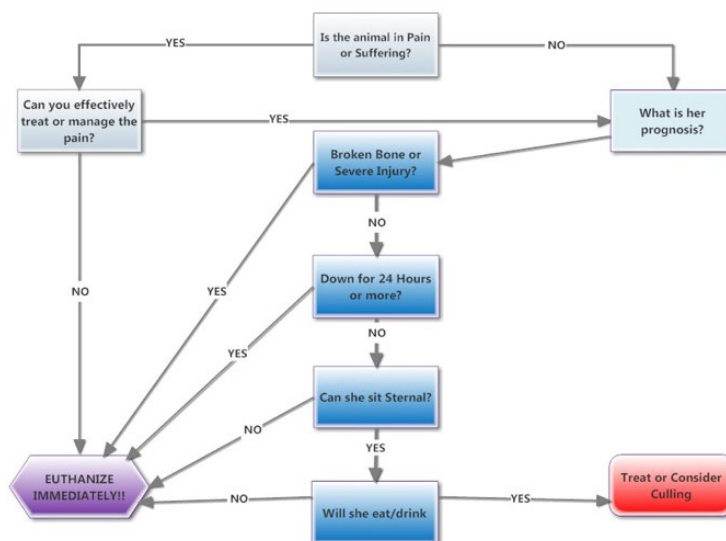 Is the animal in Pain
or Suffering?
YES
NO
Can you effectively
treat or manage the
pain?
YES
What is her
prognosis?
Broken Bone or
Severe Injury?
NO
NO
YES
Down for 24 Hours
or more?
NO
YES
Can she sit Sternal?
NO
YES
EUTHANIZE
IMMEDIATELY!!
Treat or Consider
Culling
NO
YES
Will she eat/drink